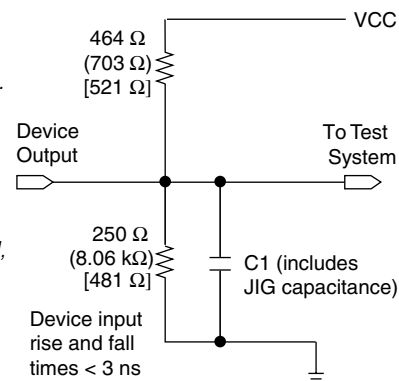 VCC
464 Ω
(703 Ω)
[521 Ω]
Device
Output
To Test
System
250 Ω
(8.06 kΩ)
[481 Ω]
C1 (includes
JIG capacitance)
Device input
rise and fall
times < 3 ns